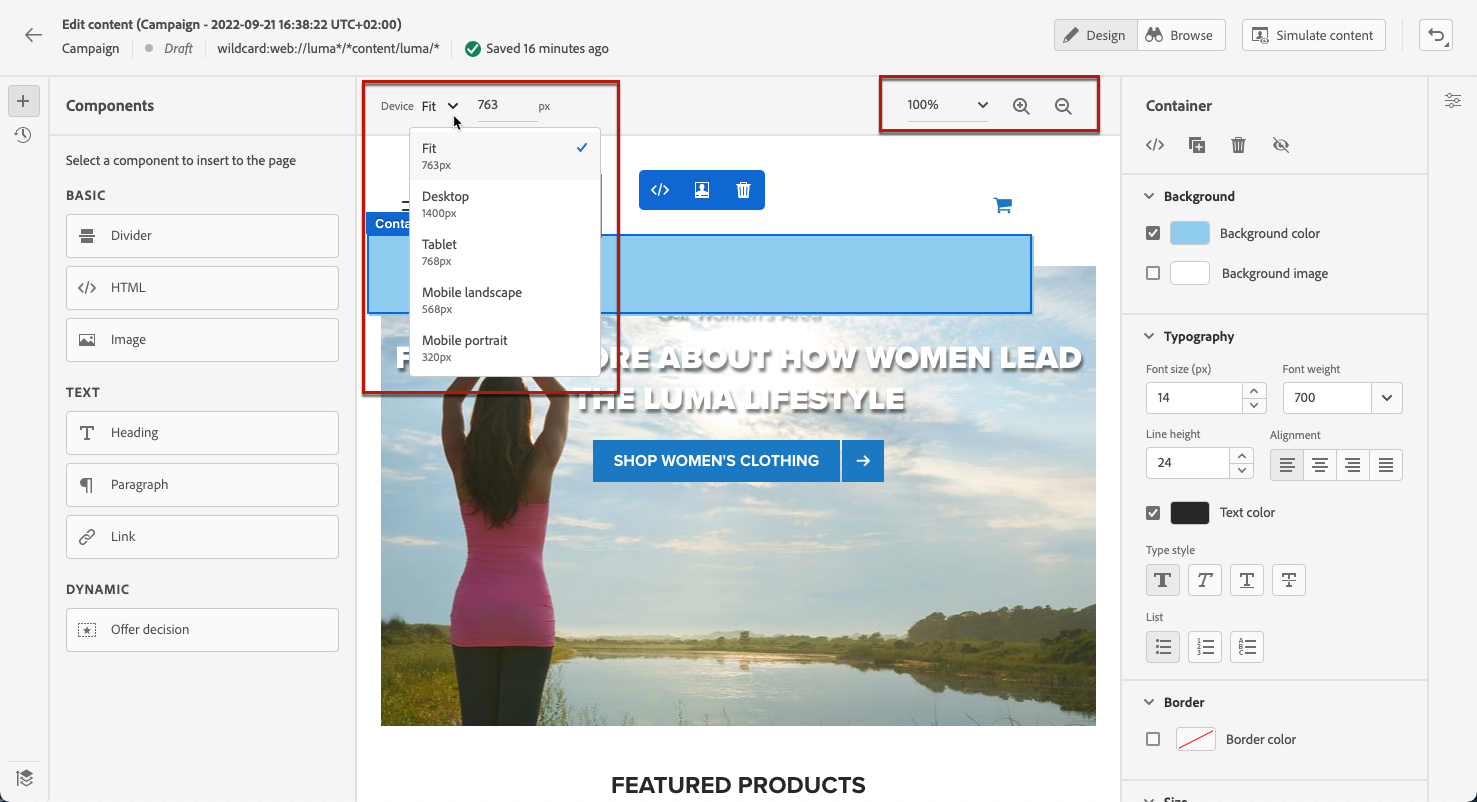 Edit content (Campaign - 2022-09-21 16:38:22 UTC+02:00)
Campaign Draft wildcard:web://luma*/*content/luma/* Saved 16 minutes ago
Design Browse Simulate content
Components
Select a component to insert to the page
BASIC
Divider
HTML
Image
TEXT
Heading
Paragraph
Link
DYNAMIC
Offer decision
Device Fit 763 px
Fit
763px
Desktop
1400px
Tablet
768px
Mobile landscape
568px
Mobile portrait
320px
100%
Our Women's Area
ORE ABOUT HOW WOMEN LEAD
THE LUMA LIFESTYLE
SHOP WOMEN'S CLOTHING
FEATURED PRODUCTS
Container
Background
Background color
Background image
Typography
Font size (px) Font weight
14 700
Line height Alignment
24
Text color
Type style
List
Border
Border color
Size